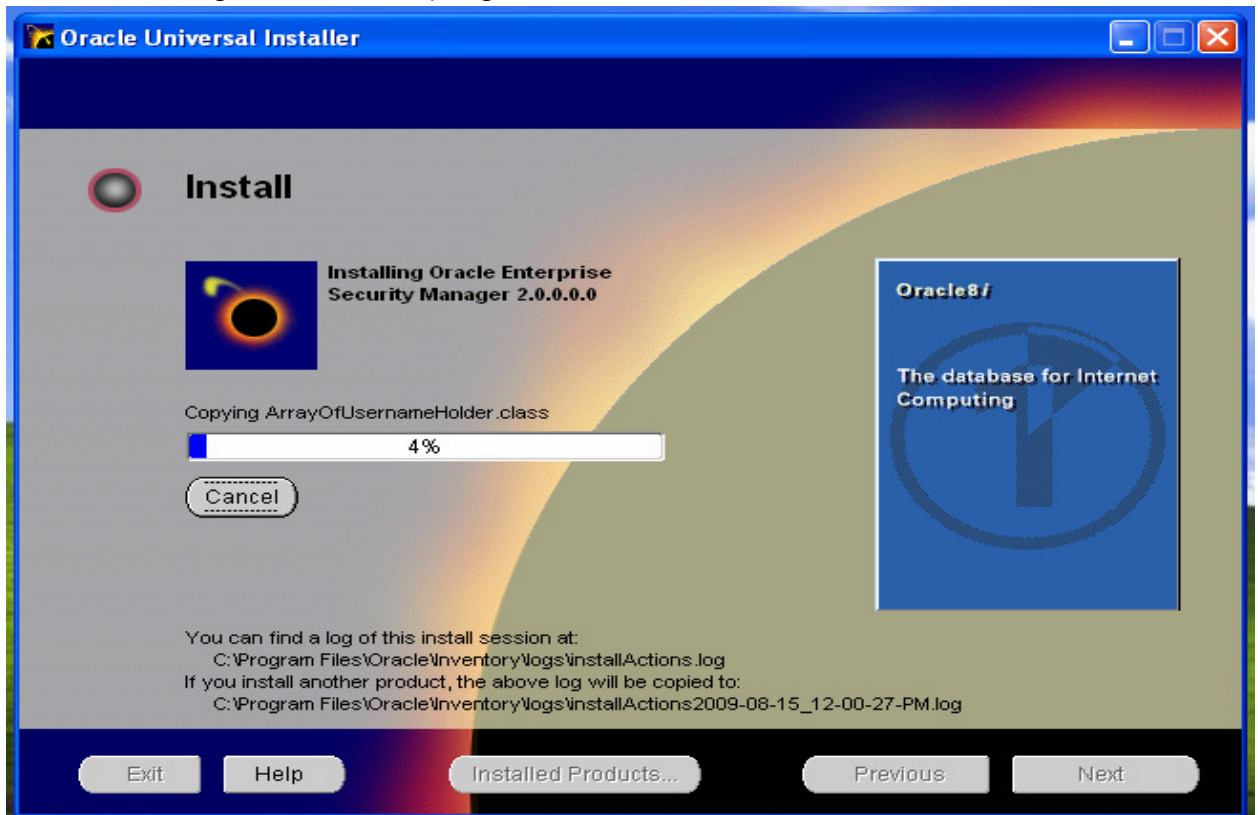 Oracle Universal Installer
Install
Installing Oracle Enterprise
Security Manager 2.0.0.0.0
Oracle8i
The database for Internet
Computing
Copying ArrayOfUsernameHolder.class
4%
Cancel
You can find a log of this install session at:
C:\Program Files\Oracle\Inventory\logs\installActions.log
If you install another product, the above log will be copied to:
C:\Program Files\Oracle\Inventory\logs\installActions2009-08-15_12-00-27-PM.log
Exit
Help
Installed Products...
Previous
Next